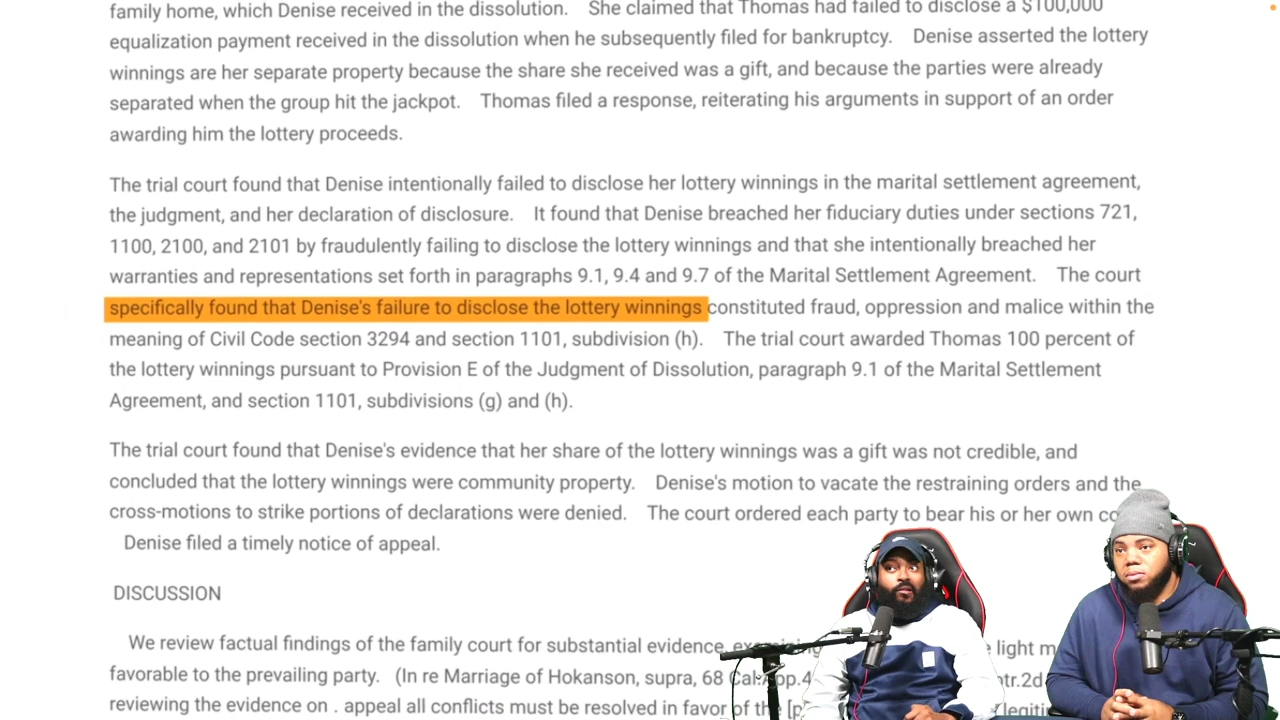 family home, which Denise received in the dissolution. She claimed that Thomas had failed to disclose a $100,000
equalization payment received in the dissolution when he subsequently filed for bankruptcy. Denise asserted the lottery
winnings are her separate property because the share she received was a gift, and because the parties were already
separated when the group hit the jackpot. Thomas filed a response, reiterating his arguments in support of an order
awarding him the lottery proceeds.
The trial court found that Denise intentionally failed to disclose her lottery winnings in the marital settlement agreement,
the judgment, and her declaration of disclosure. It found that Denise breached her fiduciary duties under sections 721,
1100, 2100, and 2101 by fraudulently failing to disclose the lottery winnings and that she intentionally breached her
warranties and representations set forth in paragraphs 9.1, 9.4 and 9.7 of the Marital Settlement Agreement. The court
specifically found that Denise's failure to disclose the lottery winnings constituted fraud, oppression and malice within the
meaning of Civil Code section 3294 and section 1101, subdivision (h). The trial court awarded Thomas 100 percent of
the lottery winnings pursuant to Provision E of the Judgment of Dissolution, paragraph 9.1 of the Marital Settlement
Agreement, and section 1101, subdivisions (g) and (h).
The trial court found that Denise's evidence that her share of the lottery winnings was a gift was not credible, and
concluded that the lottery winnings were community property. Denise's motion to vacate the restraining orders and the
cross-motions to strike portions of declarations were denied. The court ordered each party to bear his or her own
Denise filed a timely notice of appeal.
DISCUSSION
We review factual findings of the family court for substantial evidence, light
favorable to the prevailing party. (In re Marriage of Hokanson, supra, 68 Cal.App.4
reviewing the evidence on . appeal all conflicts must be resolved in favor of the